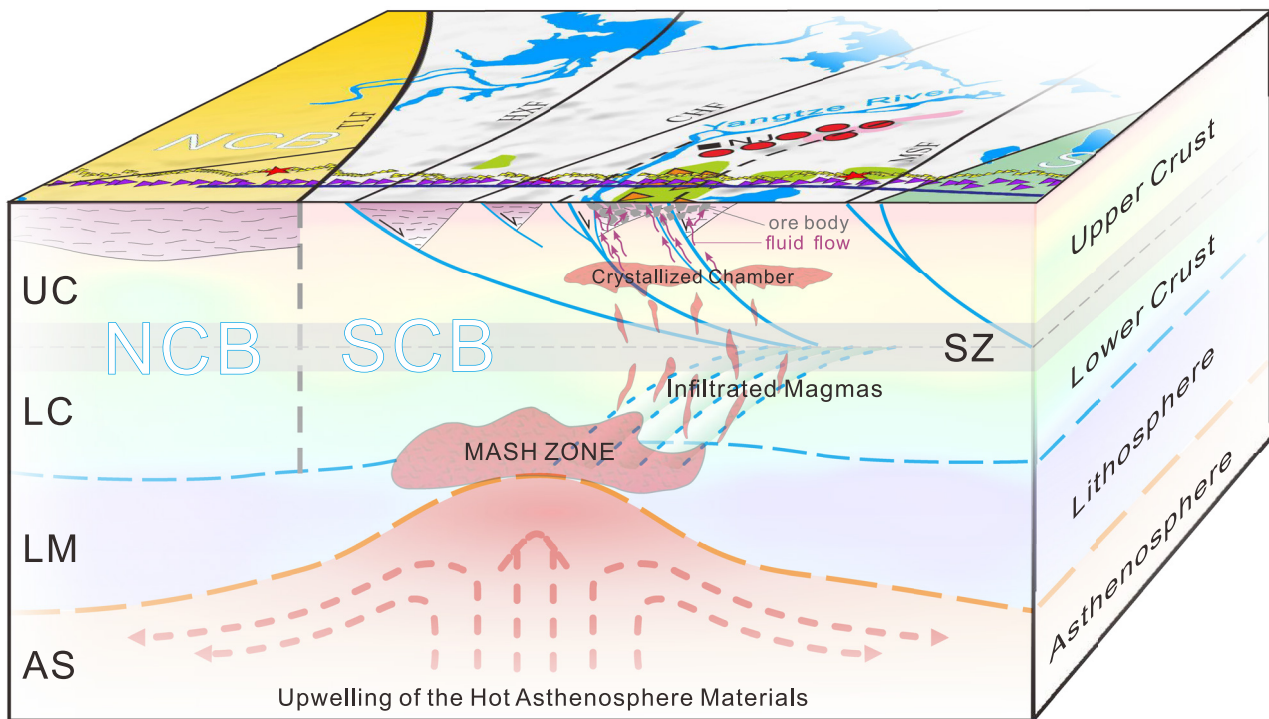 NCB
TLF
HXF
CHF
Yangtze River
NJ
MSF
S
ore body
fluid flow
Crystallized Chamber
UC
NCB
SCB
SZ
Infiltrated Magmas
LC
MASH ZONE
LM
AS
Upwelling of the Hot Asthenosphere Materials
Upper Crust
Lower Crust
Lithosphere
Asthenosphere